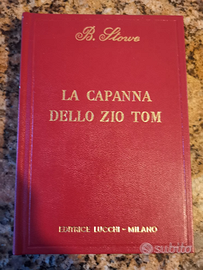 B. Stowe
LA CAPANNA
DELLO ZIO TOM
EDITRICE LUCCHI - MILANO
subito